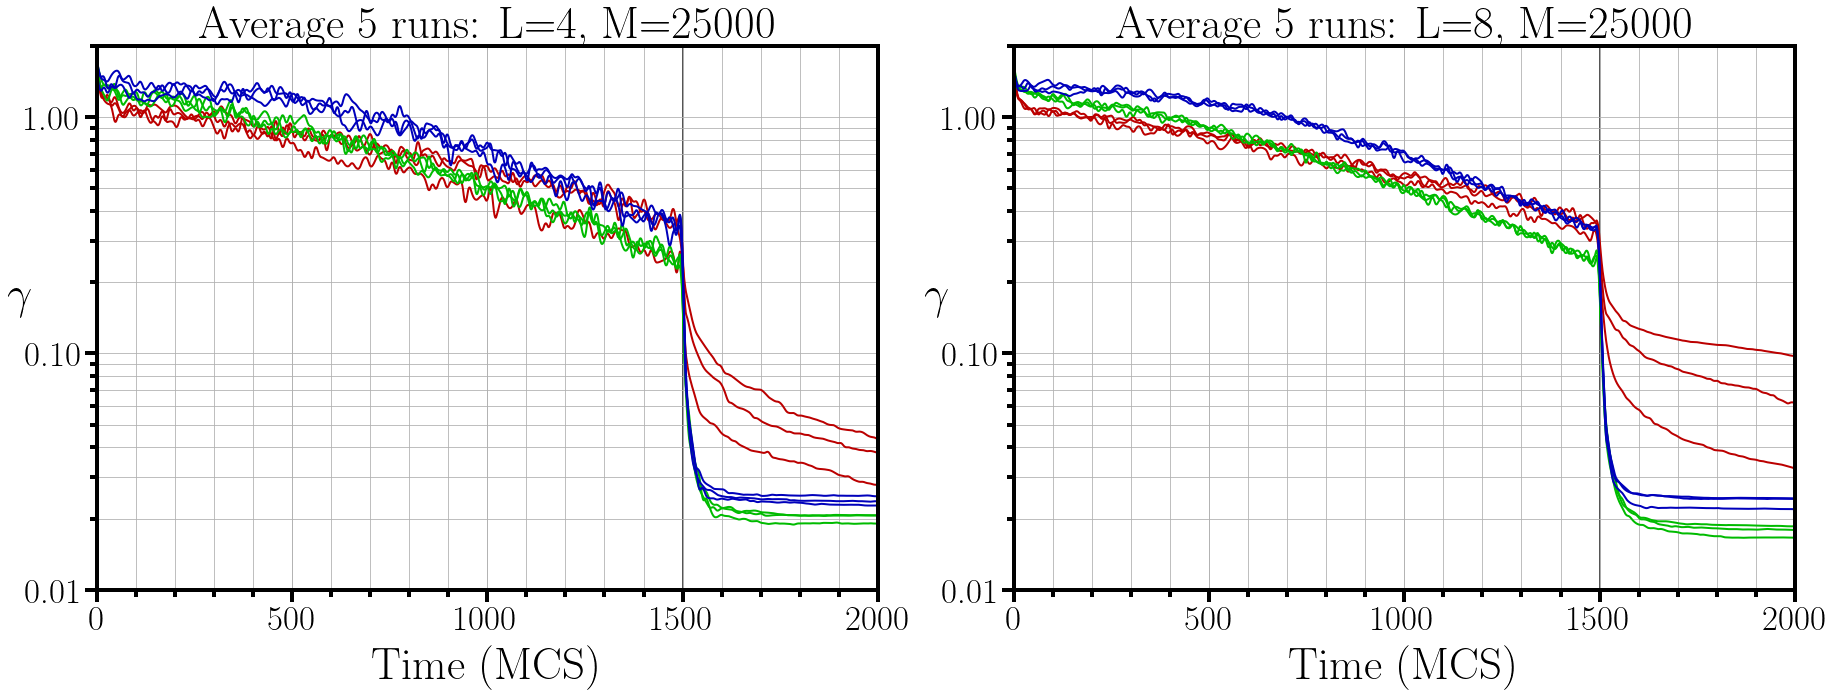 Average 5 runs: L=4, M=25000
1.00
γ
0.10
0.01
0 500 1000 1500 2000
Time (MCS)
Average 5 runs: L=8, M=25000
1.00
γ
0.10
0.01
0 500 1000 1500 2000
Time (MCS)